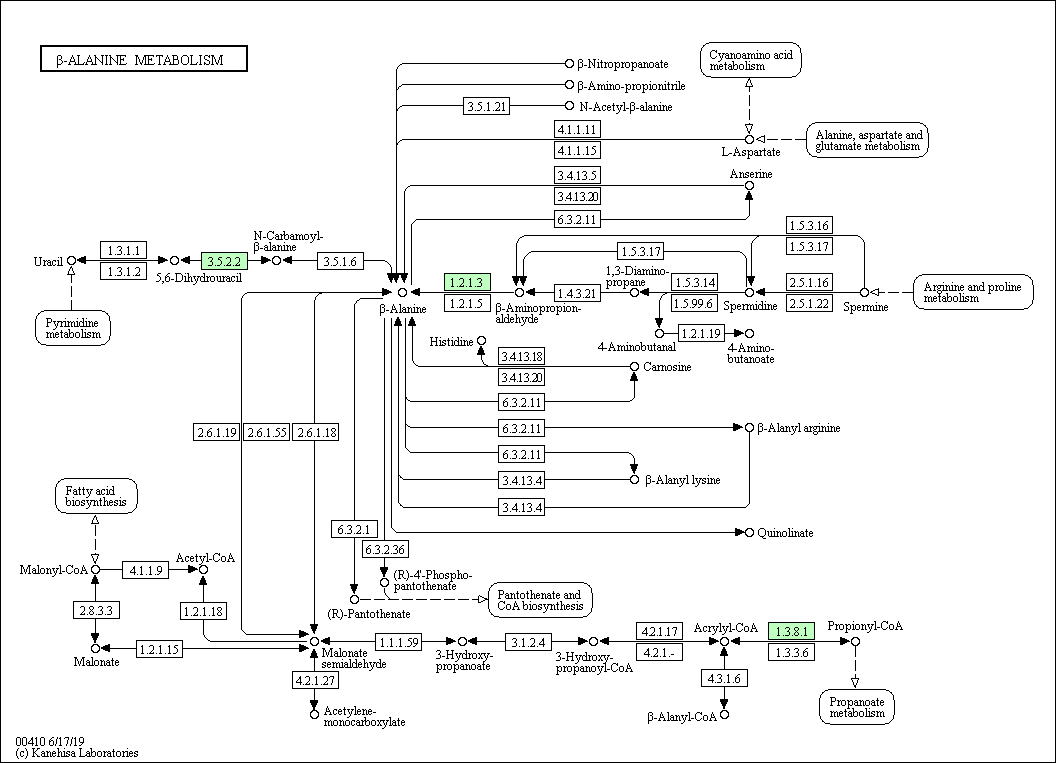 β-ALANINE METABOLISM
β-Nitropropanoate
Cyanoamino acid
metabolism
β-Amino-propionitrile
3.5.1.21
N-Acetyl-β-alanine
4.1.1.11
4.1.1.15
L-Aspartate
Alanine, aspartate and
glutamate metabolism
3.4.13.5
3.4.13.20
Anserine
6.3.2.11
1.5.3.16
1.5.3.17
1.5.3.17
Uracil
1.3.1.1
1.3.1.2
5,6-Dihydrouracil
3.5.2.2
N-Carbamoyl-
β-alanine
3.5.1.6
Pyrimidine
metabolism
β-Alanine
1.2.1.3
1.2.1.5
β-Aminopropion-
aldehyde
1.4.3.21
1,3-Diamino-
propane
1.5.3.14
1.5.99.6
Spermidine
2.5.1.16
2.5.1.22
Spermine
Arginine and proline
metabolism
4-Aminobutanal
1.2.1.19
4-Amino-
butanoate
Histidine
3.4.13.18
3.4.13.20
Carnosine
6.3.2.11
2.6.1.19
2.6.1.55
2.6.1.18
6.3.2.11
β-Alanyl arginine
6.3.2.11
3.4.13.4
β-Alanyl lysine
3.4.13.4
Quinolinate
6.3.2.1
6.3.2.36
(R)-4'-Phospho-
pantothenate
(R)-Pantothenate
Pantothenate and
CoA biosynthesis
Fatty acid
biosynthesis
Malonyl-CoA
4.1.1.9
Acetyl-CoA
2.8.3.3
1.2.1.18
Malonate
1.2.1.15
Malonate
semialdehyde
1.1.1.59
3-Hydroxy-
propanoate
3.1.2.4
3-Hydroxy-
propanoyl-CoA
4.2.1.17
4.2.1.-
Acrylyl-CoA
1.3.8.1
1.3.3.6
Propionyl-CoA
4.2.1.27
Acetylene-
monocarboxylate
4.3.1.6
β-Alanyl-CoA
Propanoate
metabolism
00410 6/17/19
(c) Kanehisa Laboratories